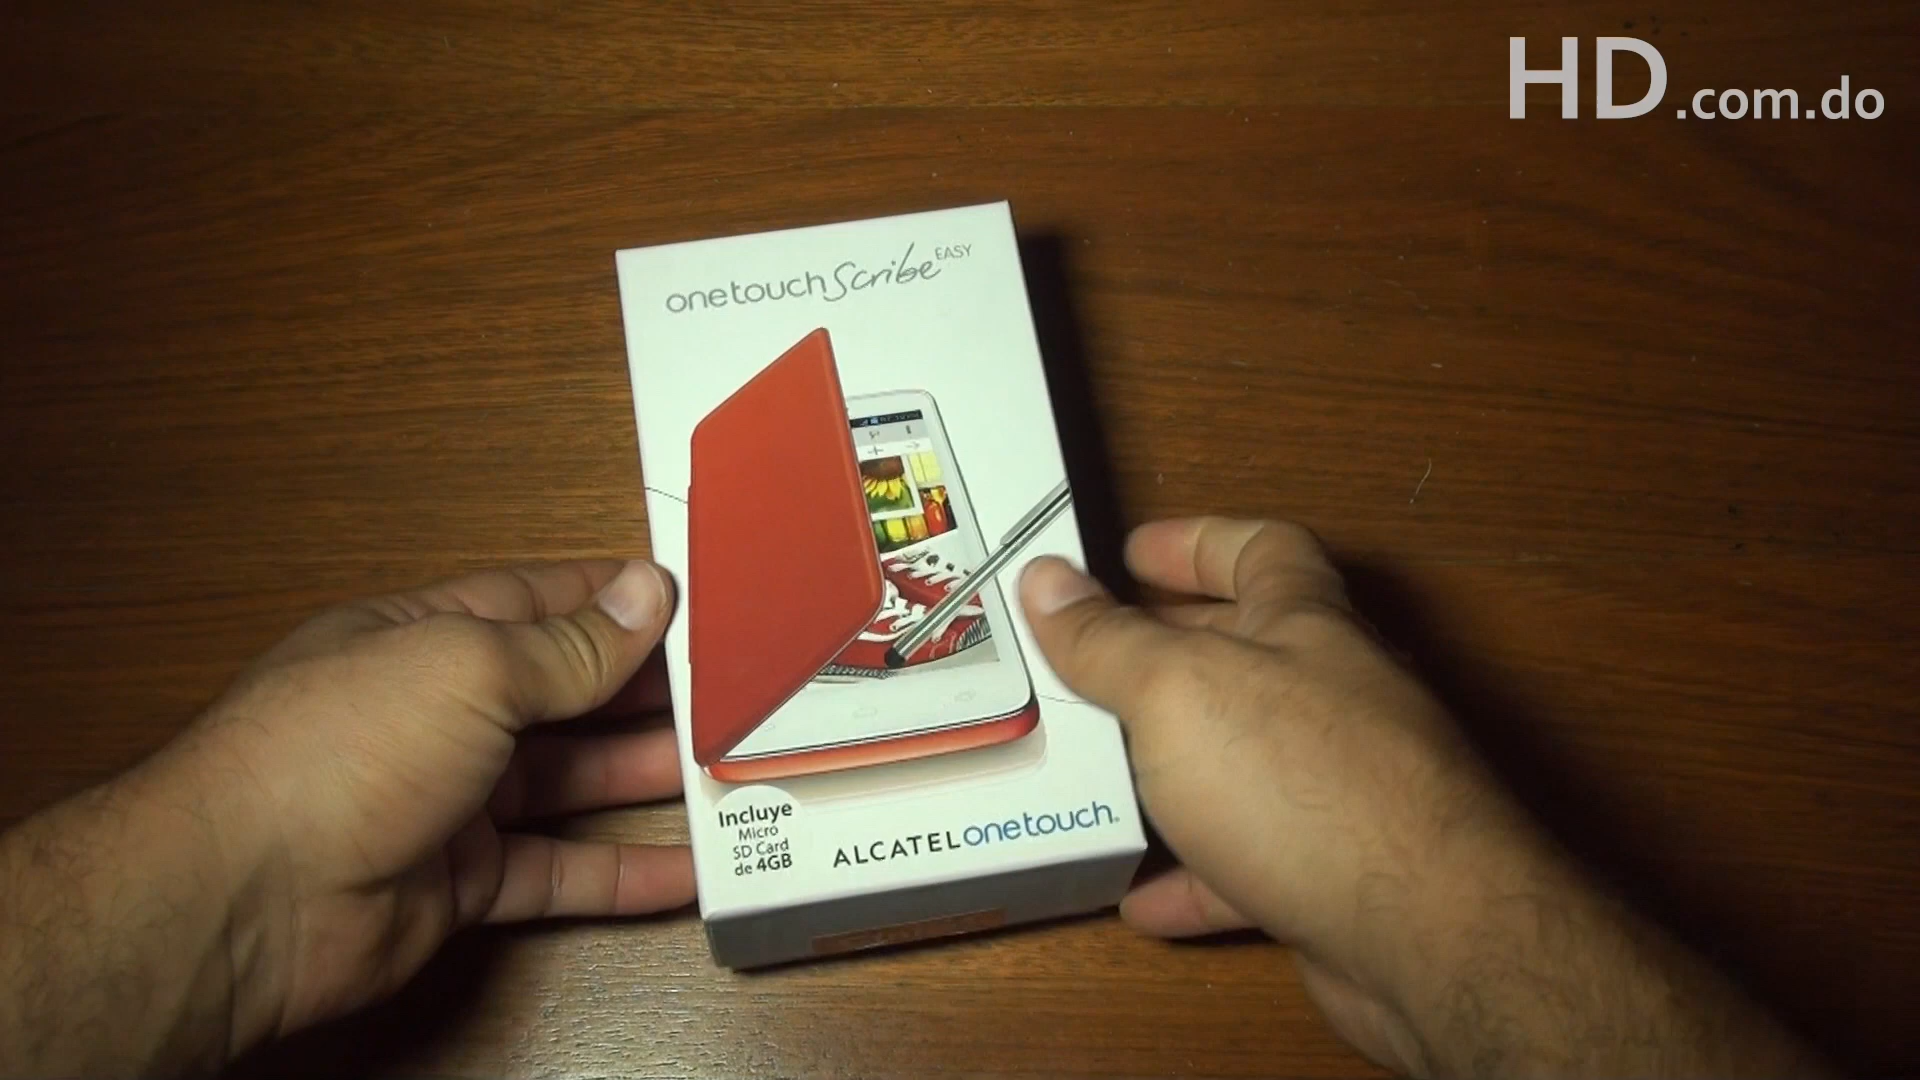 HD.com.do
onetouch Scribe EASY
Incluye
Micro
SD Card
de 4GB
ALCATEL onetouch.